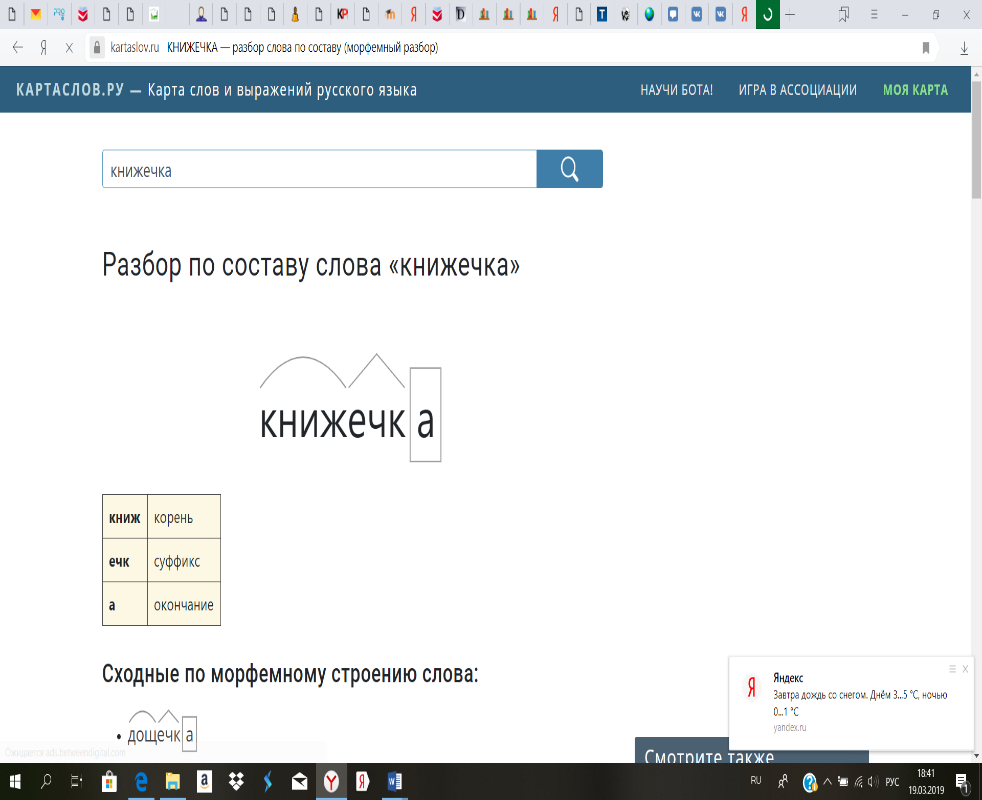 kartaslov.ru КНИЖЕЧКА — разбор слова по составу (морфемный разбор)
КАРТАСЛОВ.РУ — Карта слов и выражений русского языка
НАУЧИ БОТА! ИГРА В АССОЦИАЦИИ МОЯ КАРТА
книжечка
Разбор по составу слова «книжечка»
книжечка
книж корень
ечк суффикс
а окончание
Сходные по морфемному строению слова:
• дощечка
Яндекс
Завтра дождь со снегом. Днём 3...5 °C, ночью
0...1 °C
yandex.ru
Смотрите также
RU
РУС
18:41
19.03.2019